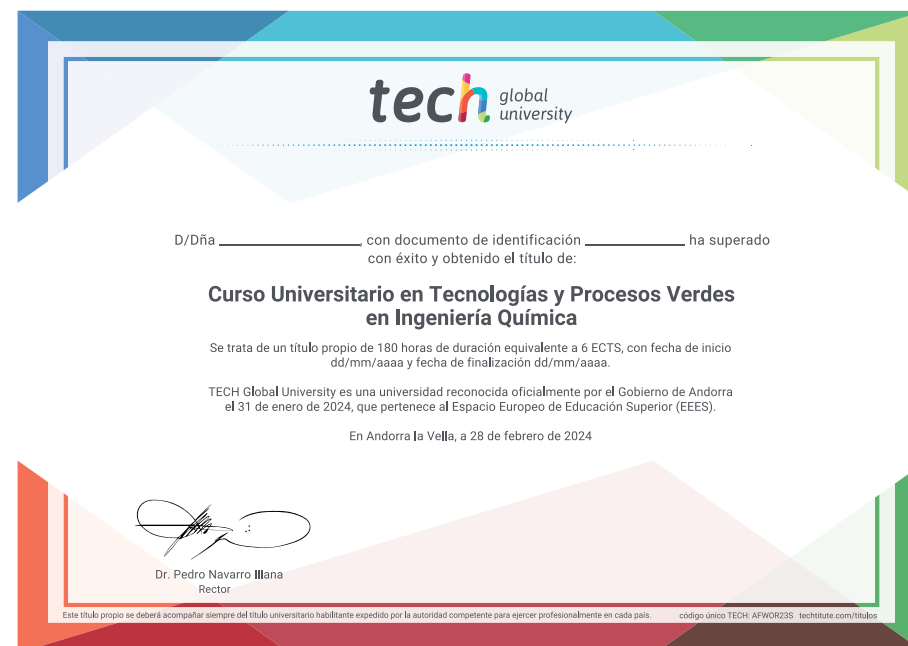 tech global university
D/Dña ____________________, con documento de identificación ______________ ha superado
con éxito y obtenido el título de:
Curso Universitario en Tecnologías y Procesos Verdes
en Ingeniería Química
Se trata de un título propio de 180 horas de duración equivalente a 6 ECTS, con fecha de inicio
dd/mm/aaaa y fecha de finalización dd/mm/aaaa.
TECH Global University es una universidad reconocida oficialmente por el Gobierno de Andorra
el 31 de enero de 2024, que pertenece al Espacio Europeo de Educación Superior (EEES).
En Andorra la Vella, a 28 de febrero de 2024
Dr. Pedro Navarro Illana
Rector
Este título propio se deberá acompañar siempre del título universitario habilitante expedido por la autoridad competente para ejercer profesionalmente en cada país. código único TECH: AFWOR23S techtitute.com/títulos